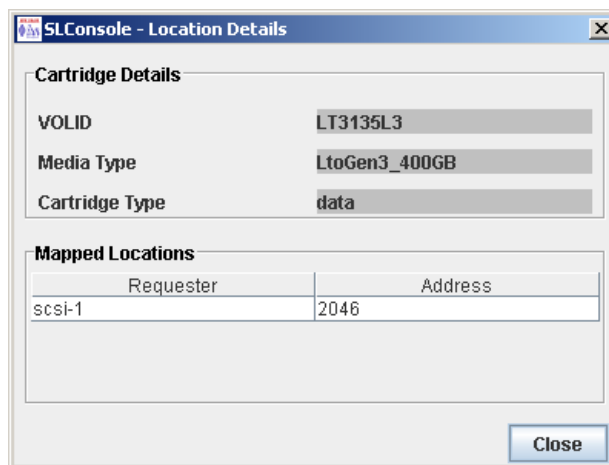 SLConsole - Location Details
Cartridge Details
VOLID LT3135L3
Media Type LtoGen3_400GB
Cartridge Type data
Mapped Locations
Requester Address
scsi-1 2046
Close